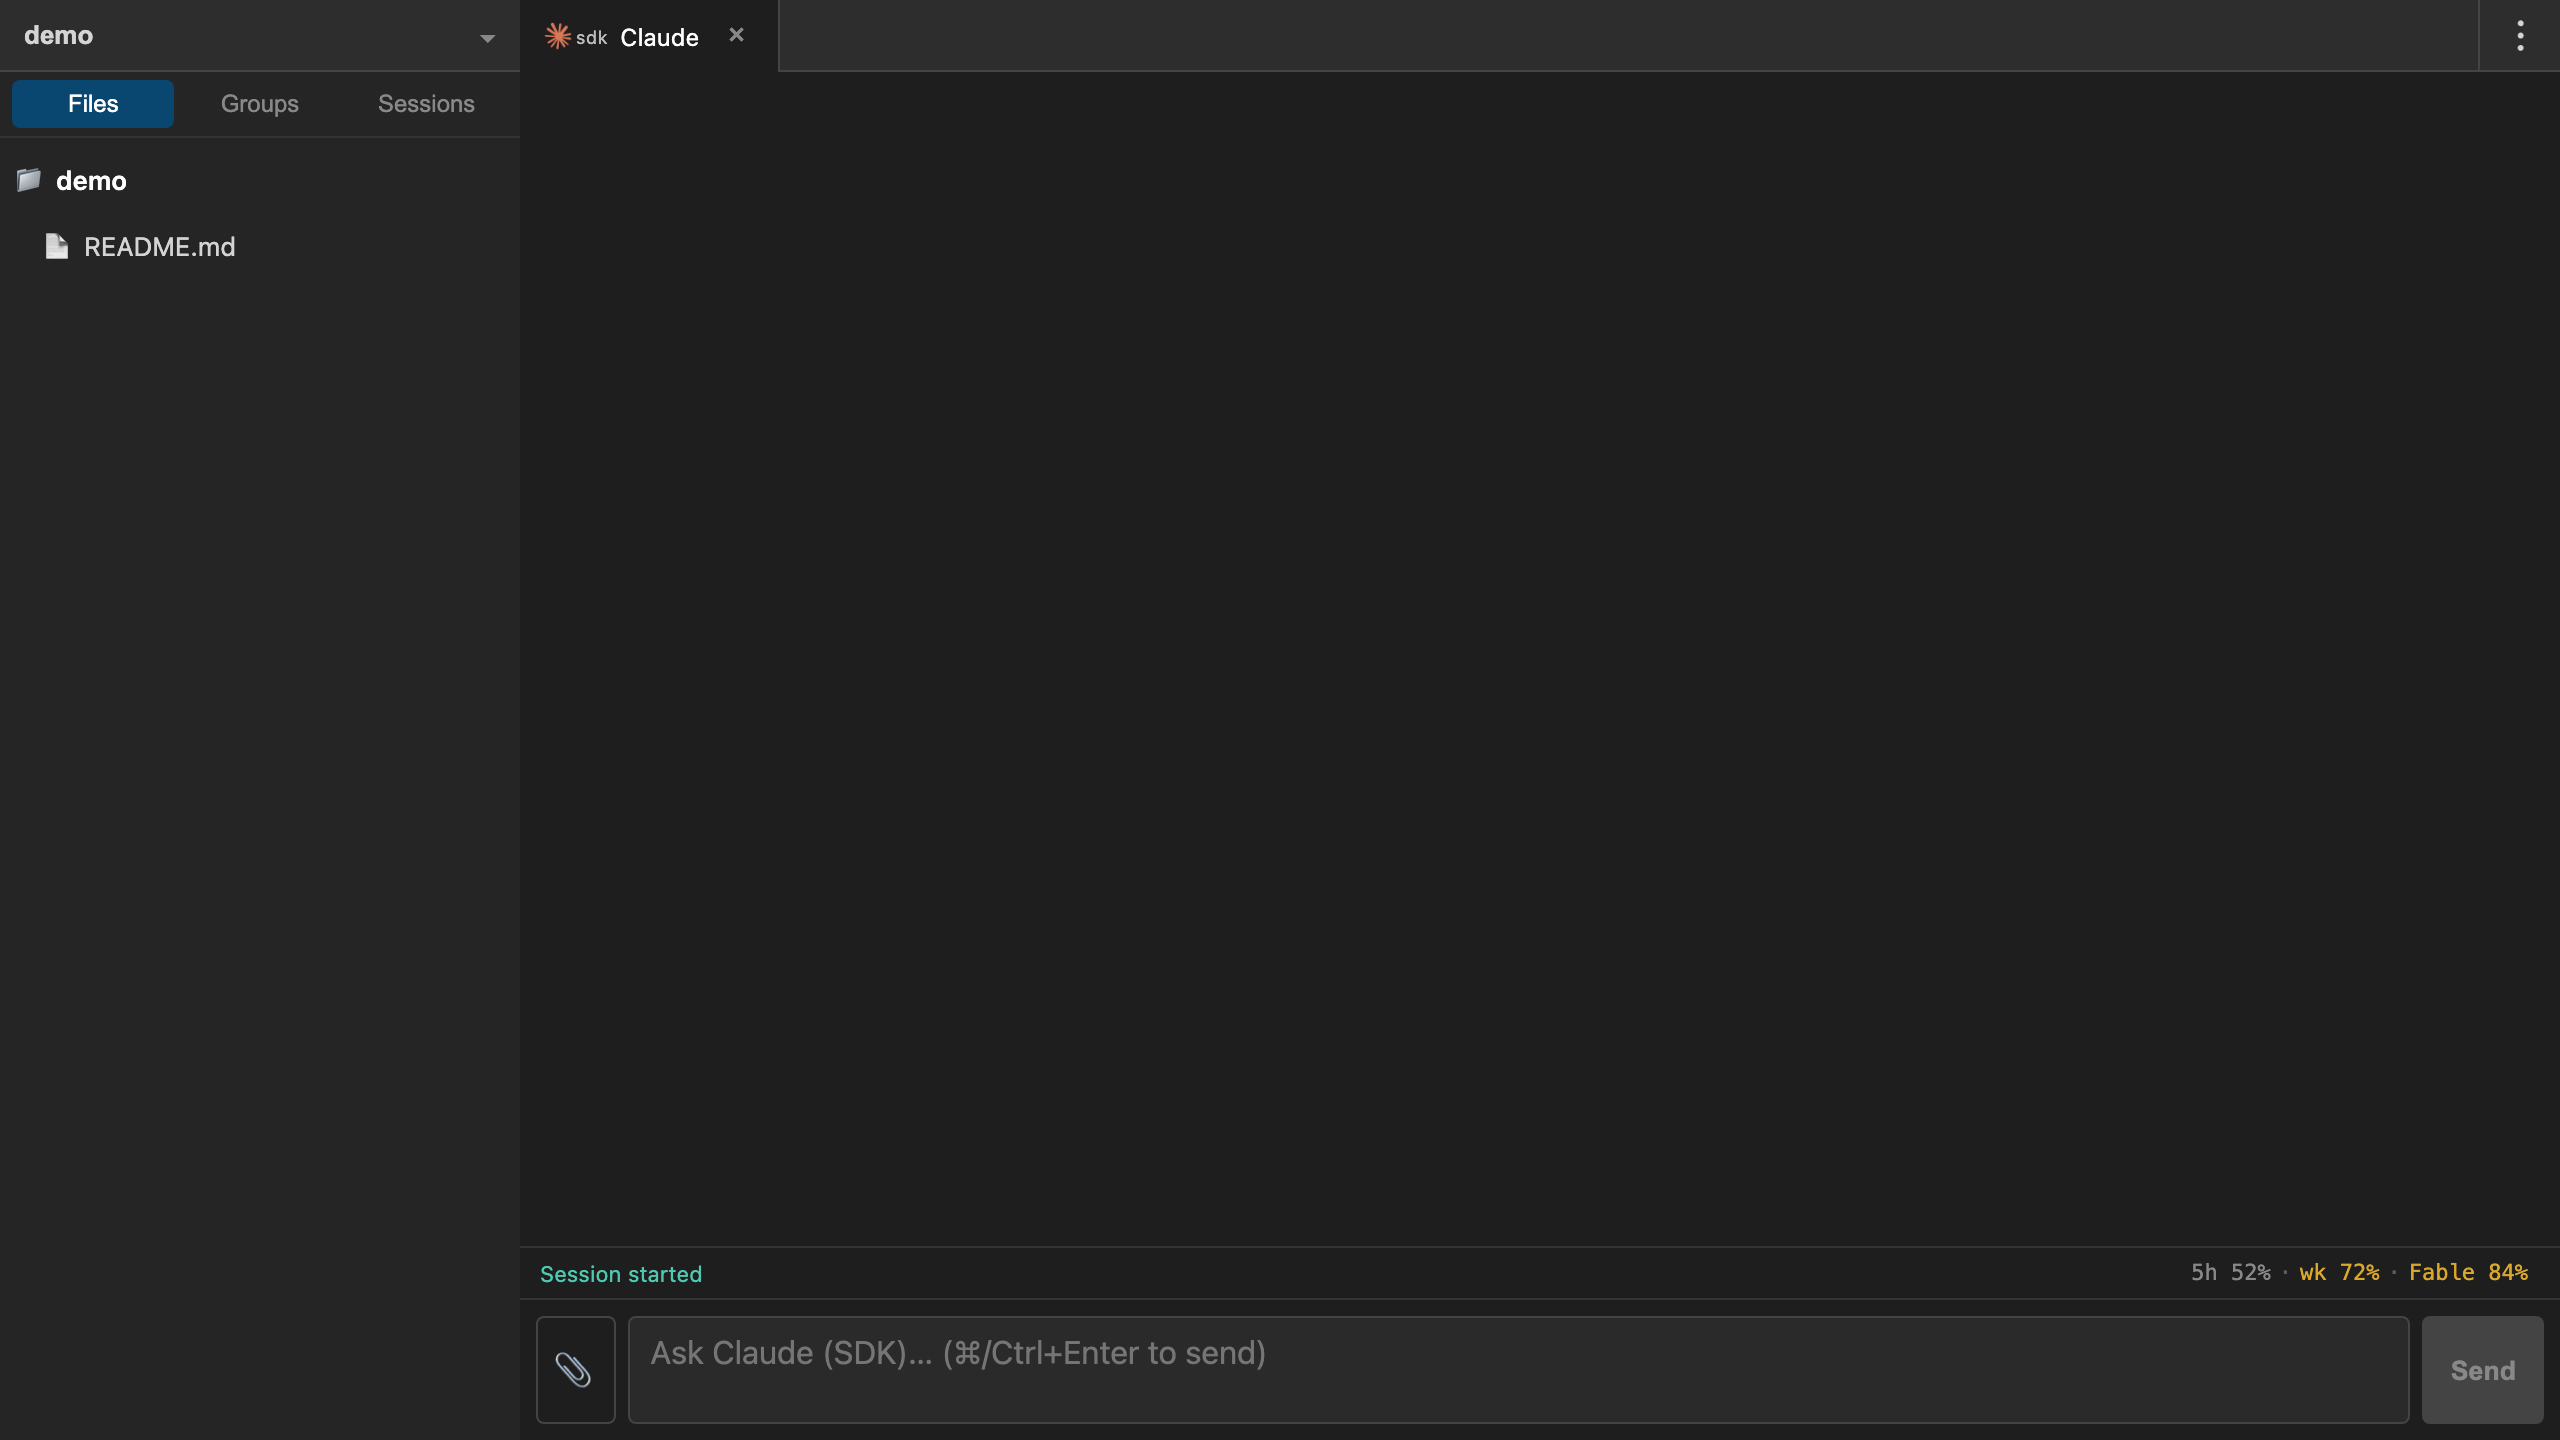 demo
sdk Claude ×
Files Groups Sessions
demo
README.md
Session started
5h 52% · wk 72% · Fable 84%
Ask Claude (SDK)... (⌘/Ctrl+Enter to send)
Send